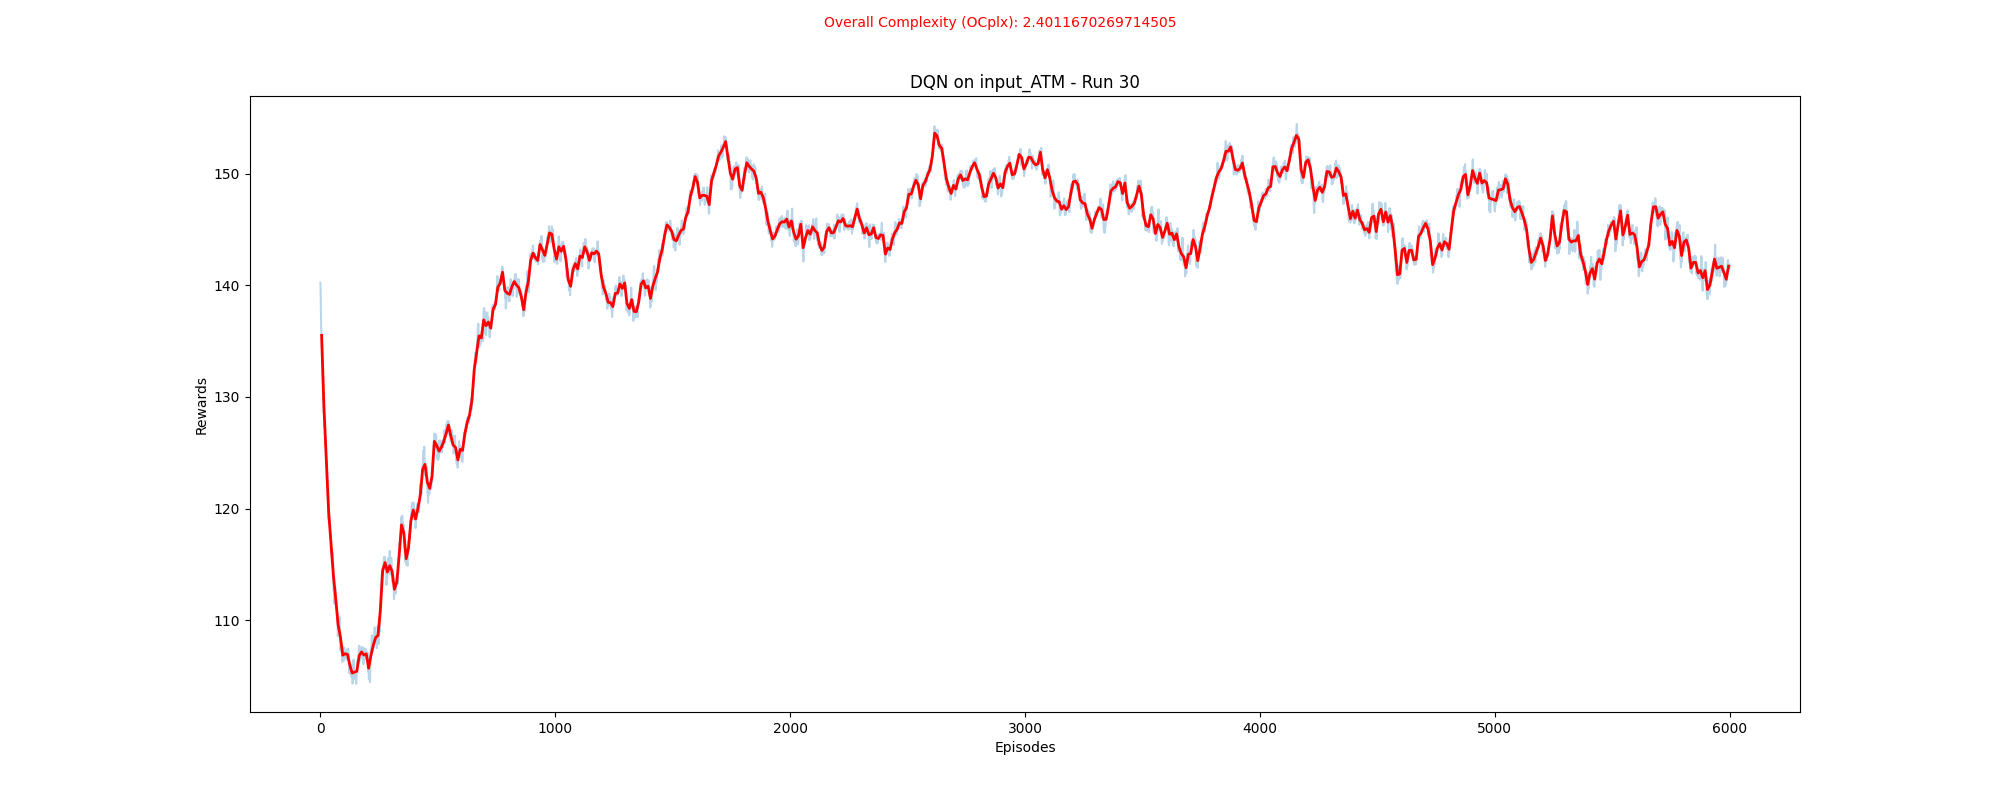 Overall Complexity (OCplx): 2.4011670269714505
DQN on input_ATM - Run 30
150
140
130
120
110
Rewards
0 1000 2000 3000 4000 5000 6000
Episodes